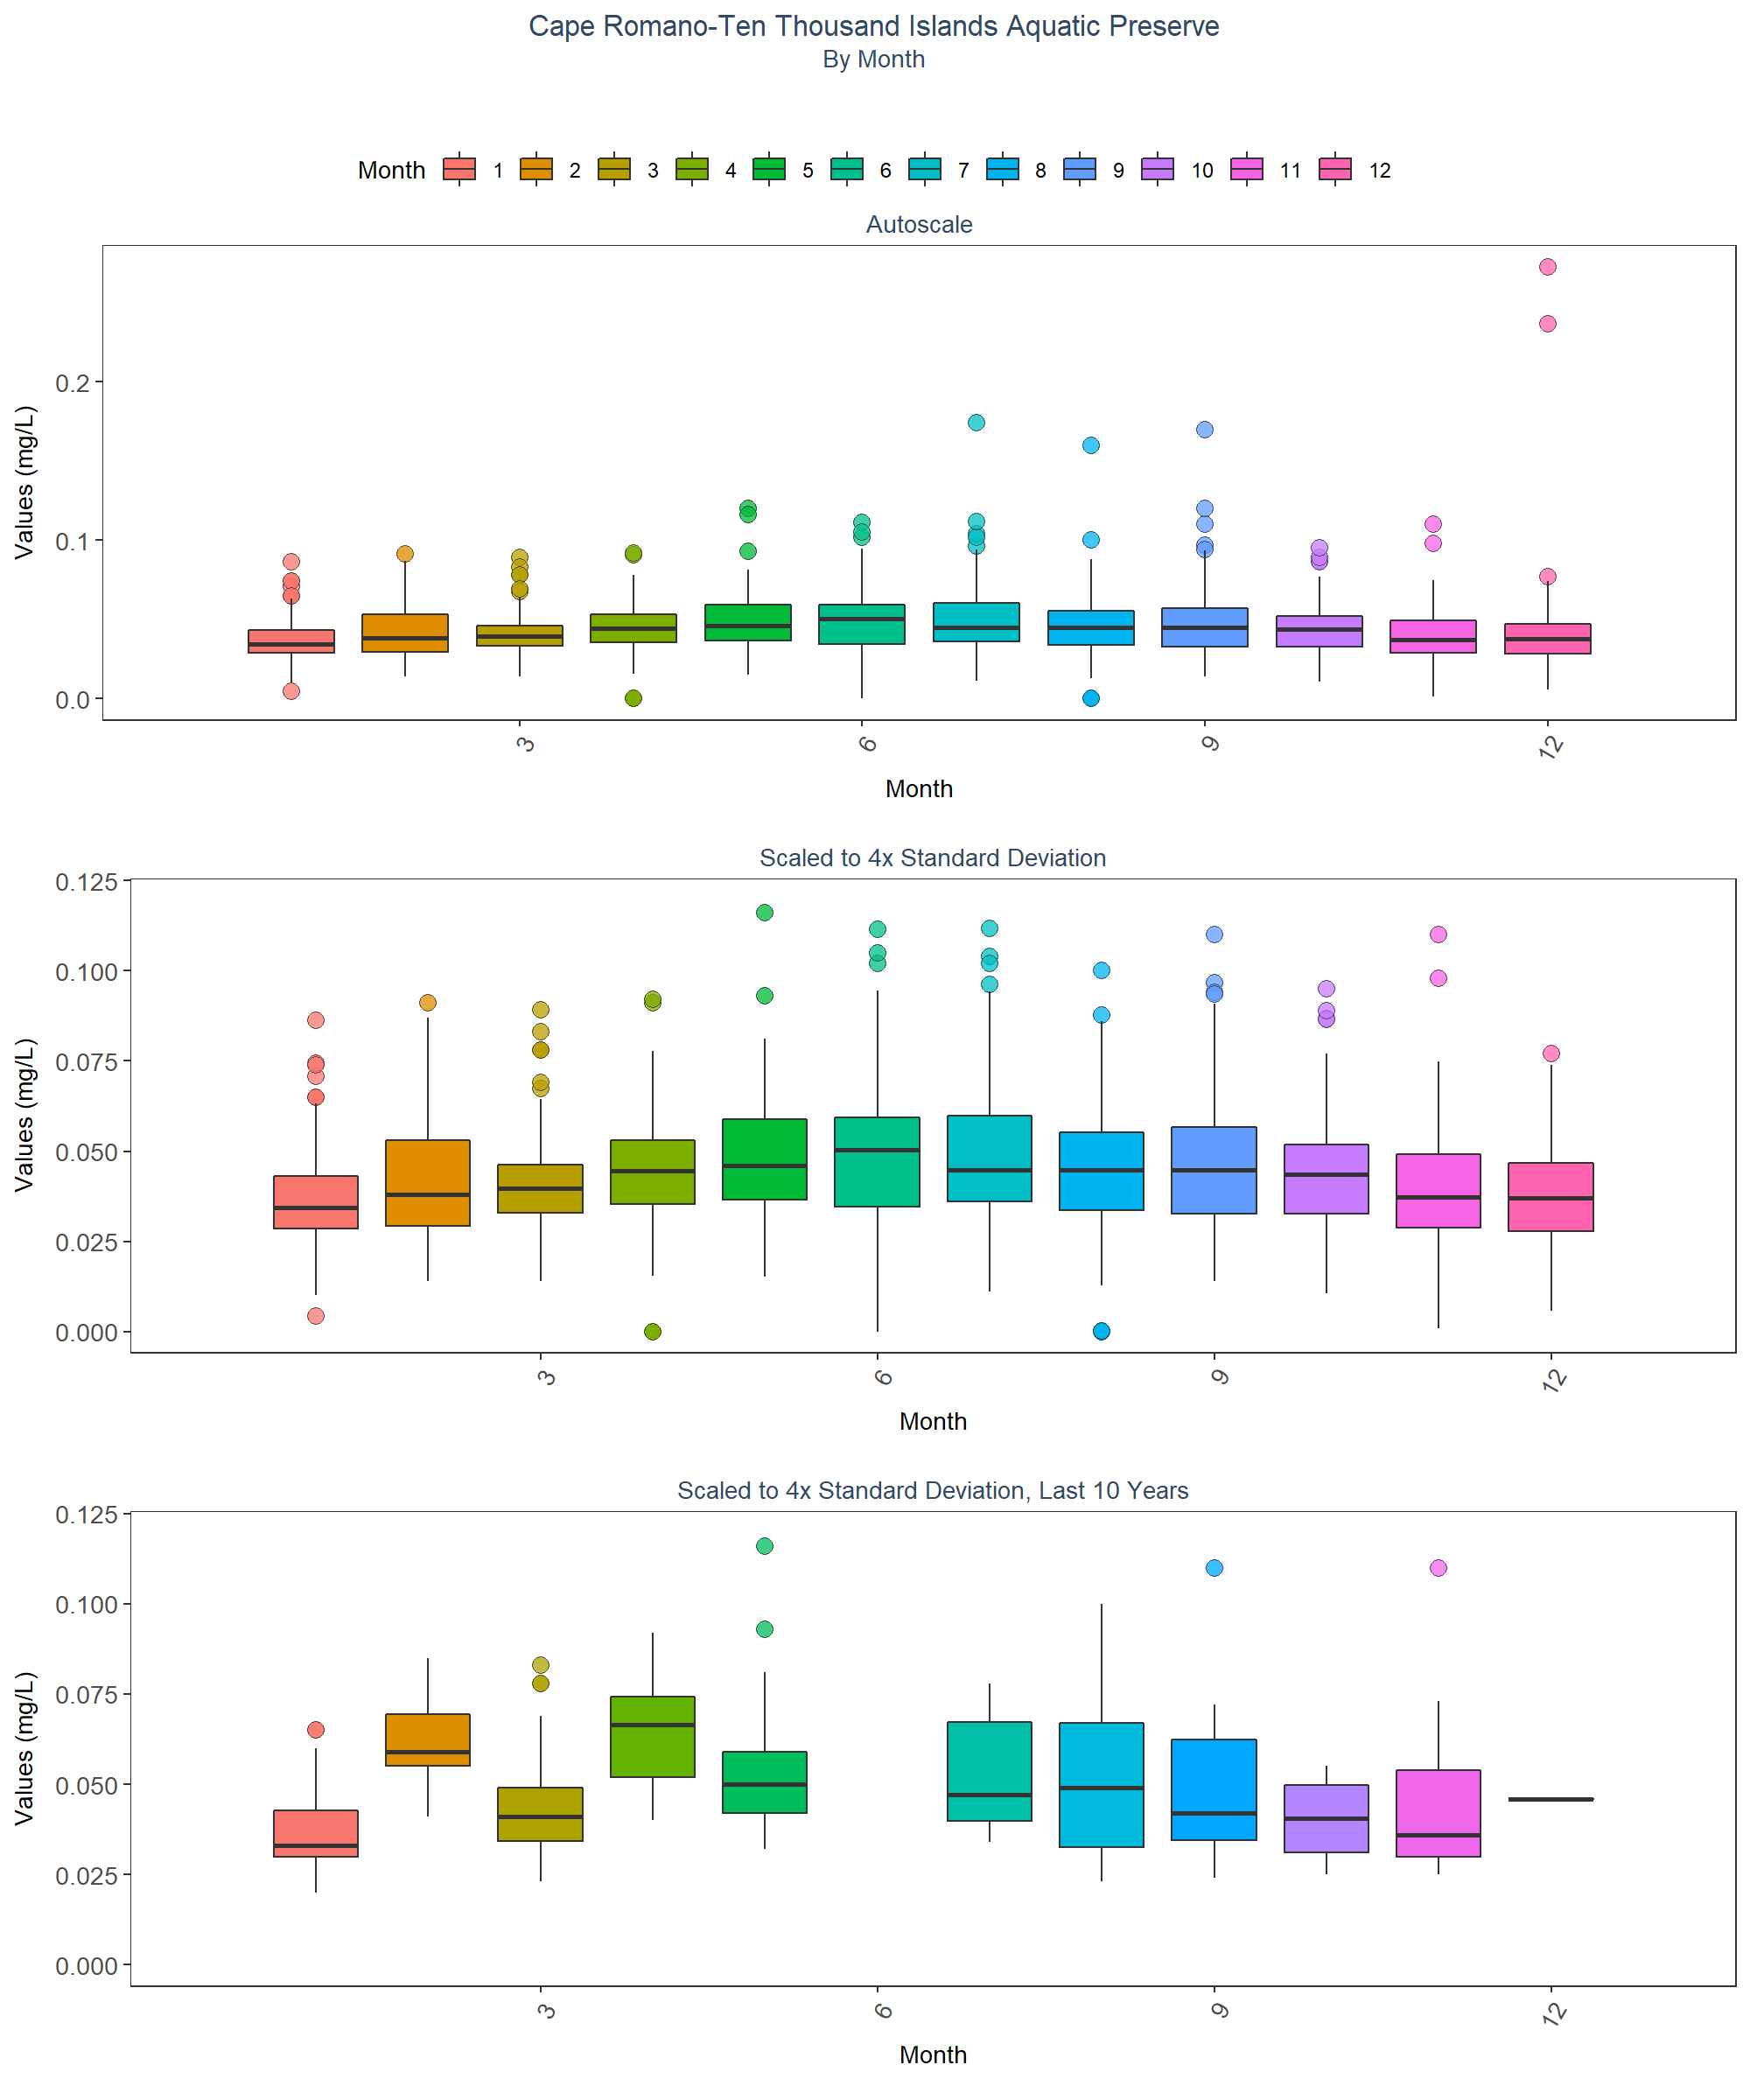 Cape Romano-Ten Thousand Islands Aquatic Preserve
By Month
Month 1 2 3 4 5 6 7 8 9 10 11 12
Autoscale
Values (mg/L)
0.2
0.1
0.0
3 6 9 12
Month
Scaled to 4x Standard Deviation
Values (mg/L)
0.125
0.100
0.075
0.050
0.025
0.000
3 6 9 12
Month
Scaled to 4x Standard Deviation, Last 10 Years
Values (mg/L)
0.125
0.100
0.075
0.050
0.025
0.000
3 6 9 12
Month